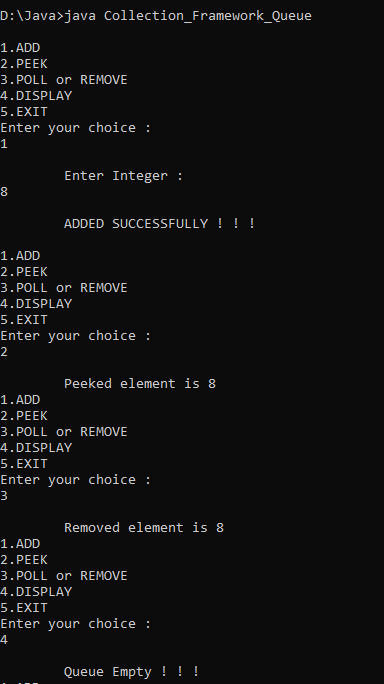 D:\Java>java Collection_Framework_Queue
1.ADD
2.PEEK
3.POLL or REMOVE
4.DISPLAY
5.EXIT
Enter your choice :
1
Enter Integer :
8
ADDED SUCCESSFULLY ! ! !
1.ADD
2.PEEK
3.POLL or REMOVE
4.DISPLAY
5.EXIT
Enter your choice :
2
Peeked element is 8
1.ADD
2.PEEK
3.POLL or REMOVE
4.DISPLAY
5.EXIT
Enter your choice :
3
Removed element is 8
1.ADD
2.PEEK
3.POLL or REMOVE
4.DISPLAY
5.EXIT
Enter your choice :
4
Queue Empty ! ! !